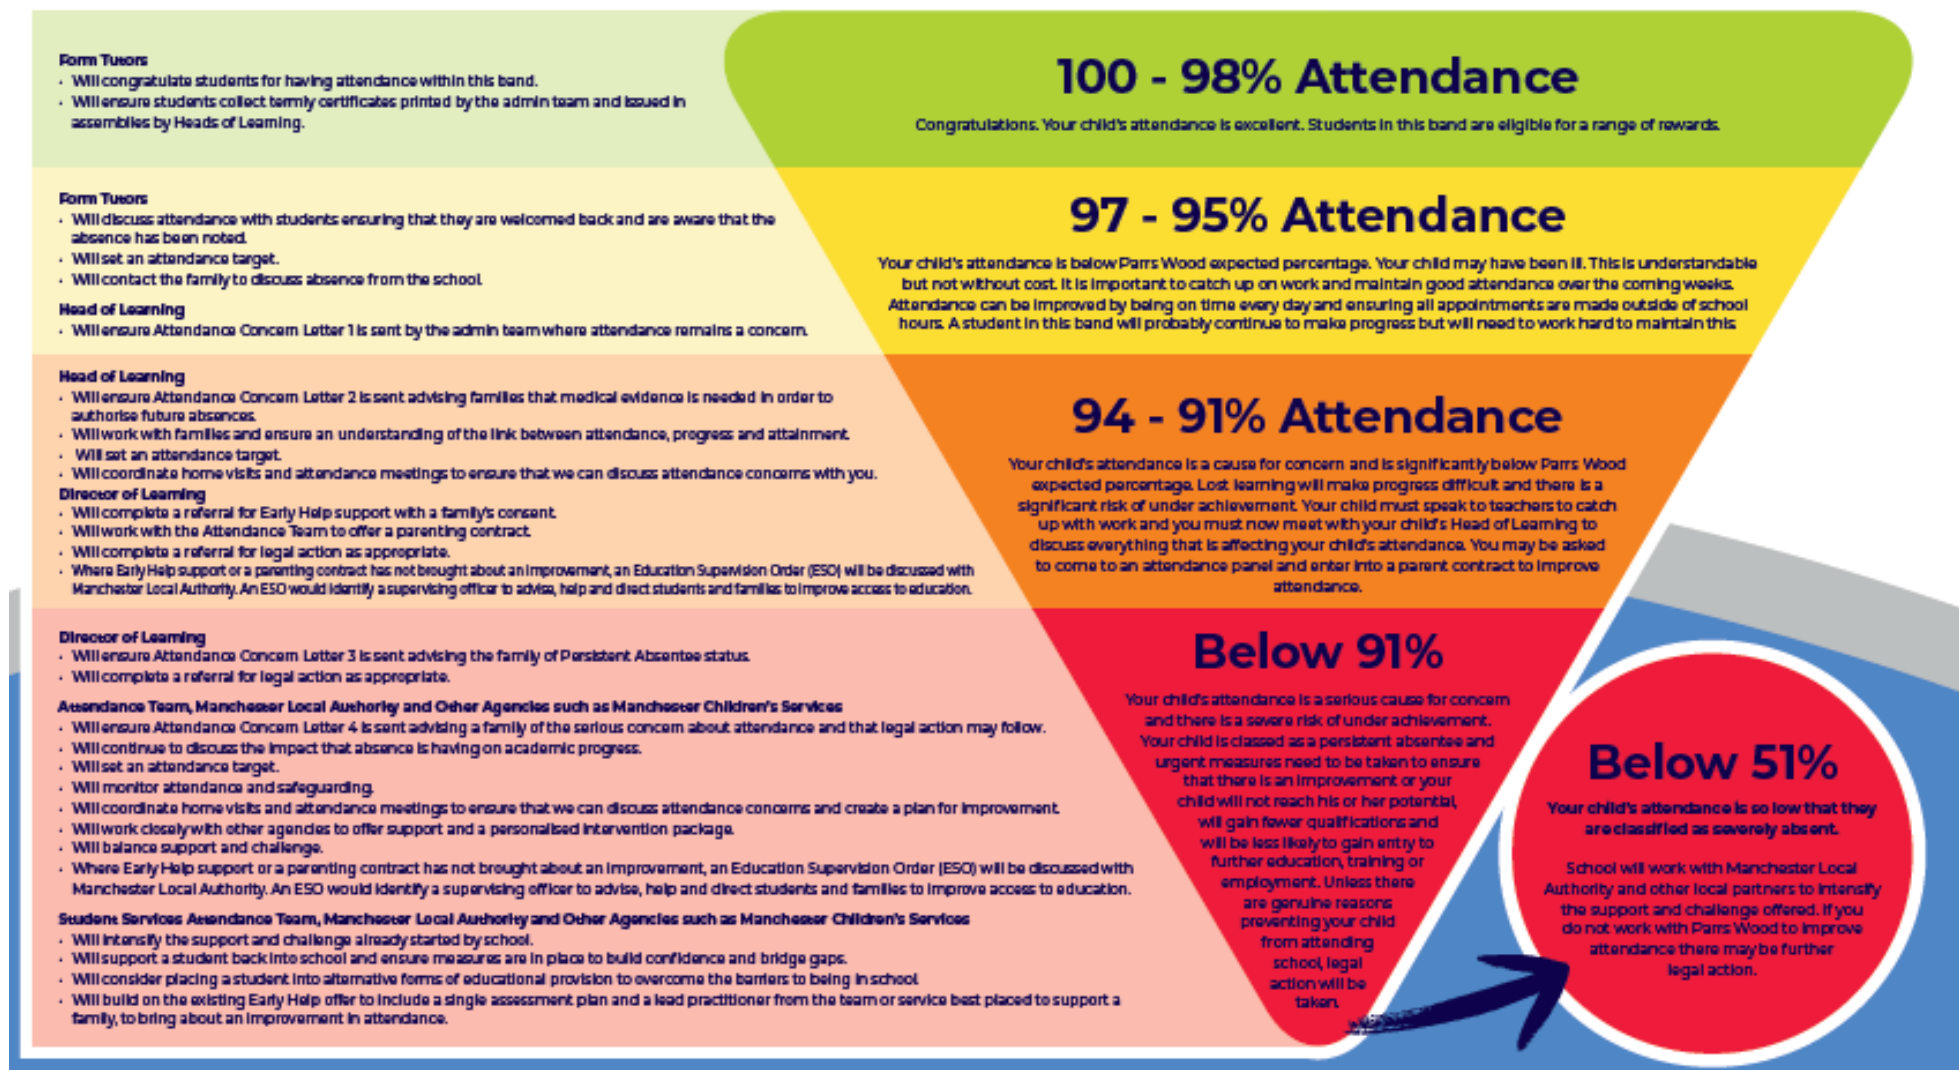 Form Tutors
• Will congratulate students for having attendance within this band.
• Will ensure students collect termly certificates printed by the admin team and issued in
assemblies by Heads of Learning.
100 - 98% Attendance
Congratulations. Your child's attendance is excellent. Students in this band are eligible for a range of rewards.
Form Tutors
• Will discuss attendance with students ensuring that they are welcomed back and are aware that the
absence has been noted.
• Will set an attendance target.
• Will contact the family to discuss absence from the school.
Head of Learning
• Will ensure Attendance Concern Letter 1 is sent by the admin team where attendance remains a concern.
97 - 95% Attendance
Your child's attendance is below Parrs Wood expected percentage. Your child may have been ill. This is understandable
but not without cost. It is important to catch up on work and maintain good attendance over the coming weeks.
Attendance can be improved by being on time every day and ensuring all appointments are made outside of school
hours. A student in this band will probably continue to make progress but will need to work hard to maintain this.
Head of Learning
• Will ensure Attendance Concern Letter 2 is sent advising families that medical evidence is needed in order to
authorise future absences.
• Will work with families and ensure an understanding of the link between attendance, progress and attainment.
• Will set an attendance target.
• Will coordinate home visits and attendance meetings to ensure that we can discuss attendance concerns with you.
Director of Learning
• Will complete a referral for Early Help support with a family's consent.
• Will work with the Attendance Team to offer a parenting contract.
• Will complete a referral for legal action as appropriate.
• Where Early Help support or a parenting contract has not brought about an improvement, an Education Supervision Order (ESO) will be discussed with
Manchester Local Authority. An ESO would identify a supervising officer to advise, help and direct students and families to improve access to education.
94 - 91% Attendance
Your child's attendance is a cause for concern and is significantly below Parrs Wood
expected percentage. Lost learning will make progress difficult and there is a
significant risk of under achievement. Your child must speak to teachers to catch
up with work and you must now meet with your child's Head of Learning to
discuss everything that is affecting your child's attendance. You may be asked
to come to an attendance panel and enter into a parent contract to improve
attendance.
Director of Learning
• Will ensure Attendance Concern Letter 3 is sent advising the family of Persistent Absentee status.
• Will complete a referral for legal action as appropriate.
Attendance Team, Manchester Local Authority and Other Agencies such as Manchester Children's Services
• Will ensure Attendance Concern Letter 4 is sent advising a family of the serious concern about attendance and that legal action may follow.
• Will continue to discuss the impact that absence is having on academic progress.
• Will set an attendance target.
• Will monitor attendance and safeguarding.
• Will coordinate home visits and attendance meetings to ensure that we can discuss attendance concerns and create a plan for improvement.
• Will work closely with other agencies to offer support and a personalised intervention package.
• Will balance support and challenge.
• Where Early Help support or a parenting contract has not brought about an improvement, an Education Supervision Order (ESO) will be discussed with
Manchester Local Authority. An ESO would identify a supervising officer to advise, help and direct students and families to improve access to education.
Student Services Attendance Team, Manchester Local Authority and Other Agencies such as Manchester Children's Services
• Will intensify the support and challenge already started by school.
• Will support a student back into school and ensure measures are in place to build confidence and bridge gaps.
• Will consider placing a student into alternative forms of educational provision to overcome the barriers to being in school.
• Will build on the existing Early Help offer to include a single assessment plan and a lead practitioner from the team or service best placed to support a
family, to bring about an improvement in attendance.
Below 91%
Your child's attendance is a serious cause for concern
and there is a severe risk of under achievement.
Your child is classed as a persistent absentee and
urgent measures need to be taken to ensure
that there is an improvement or your
child will not reach his or her potential,
will gain fewer qualifications and
will be less likely to gain entry to
further education, training or
employment. Unless there
are genuine reasons
preventing your child
from attending
school, legal
action will be
taken.
Below 51%
Your child's attendance is so low that they
are classified as severely absent.
School will work with Manchester Local
Authority and other local partners to intensify
the support and challenge offered. If you
do not work with Parrs Wood to improve
attendance there may be further
legal action.